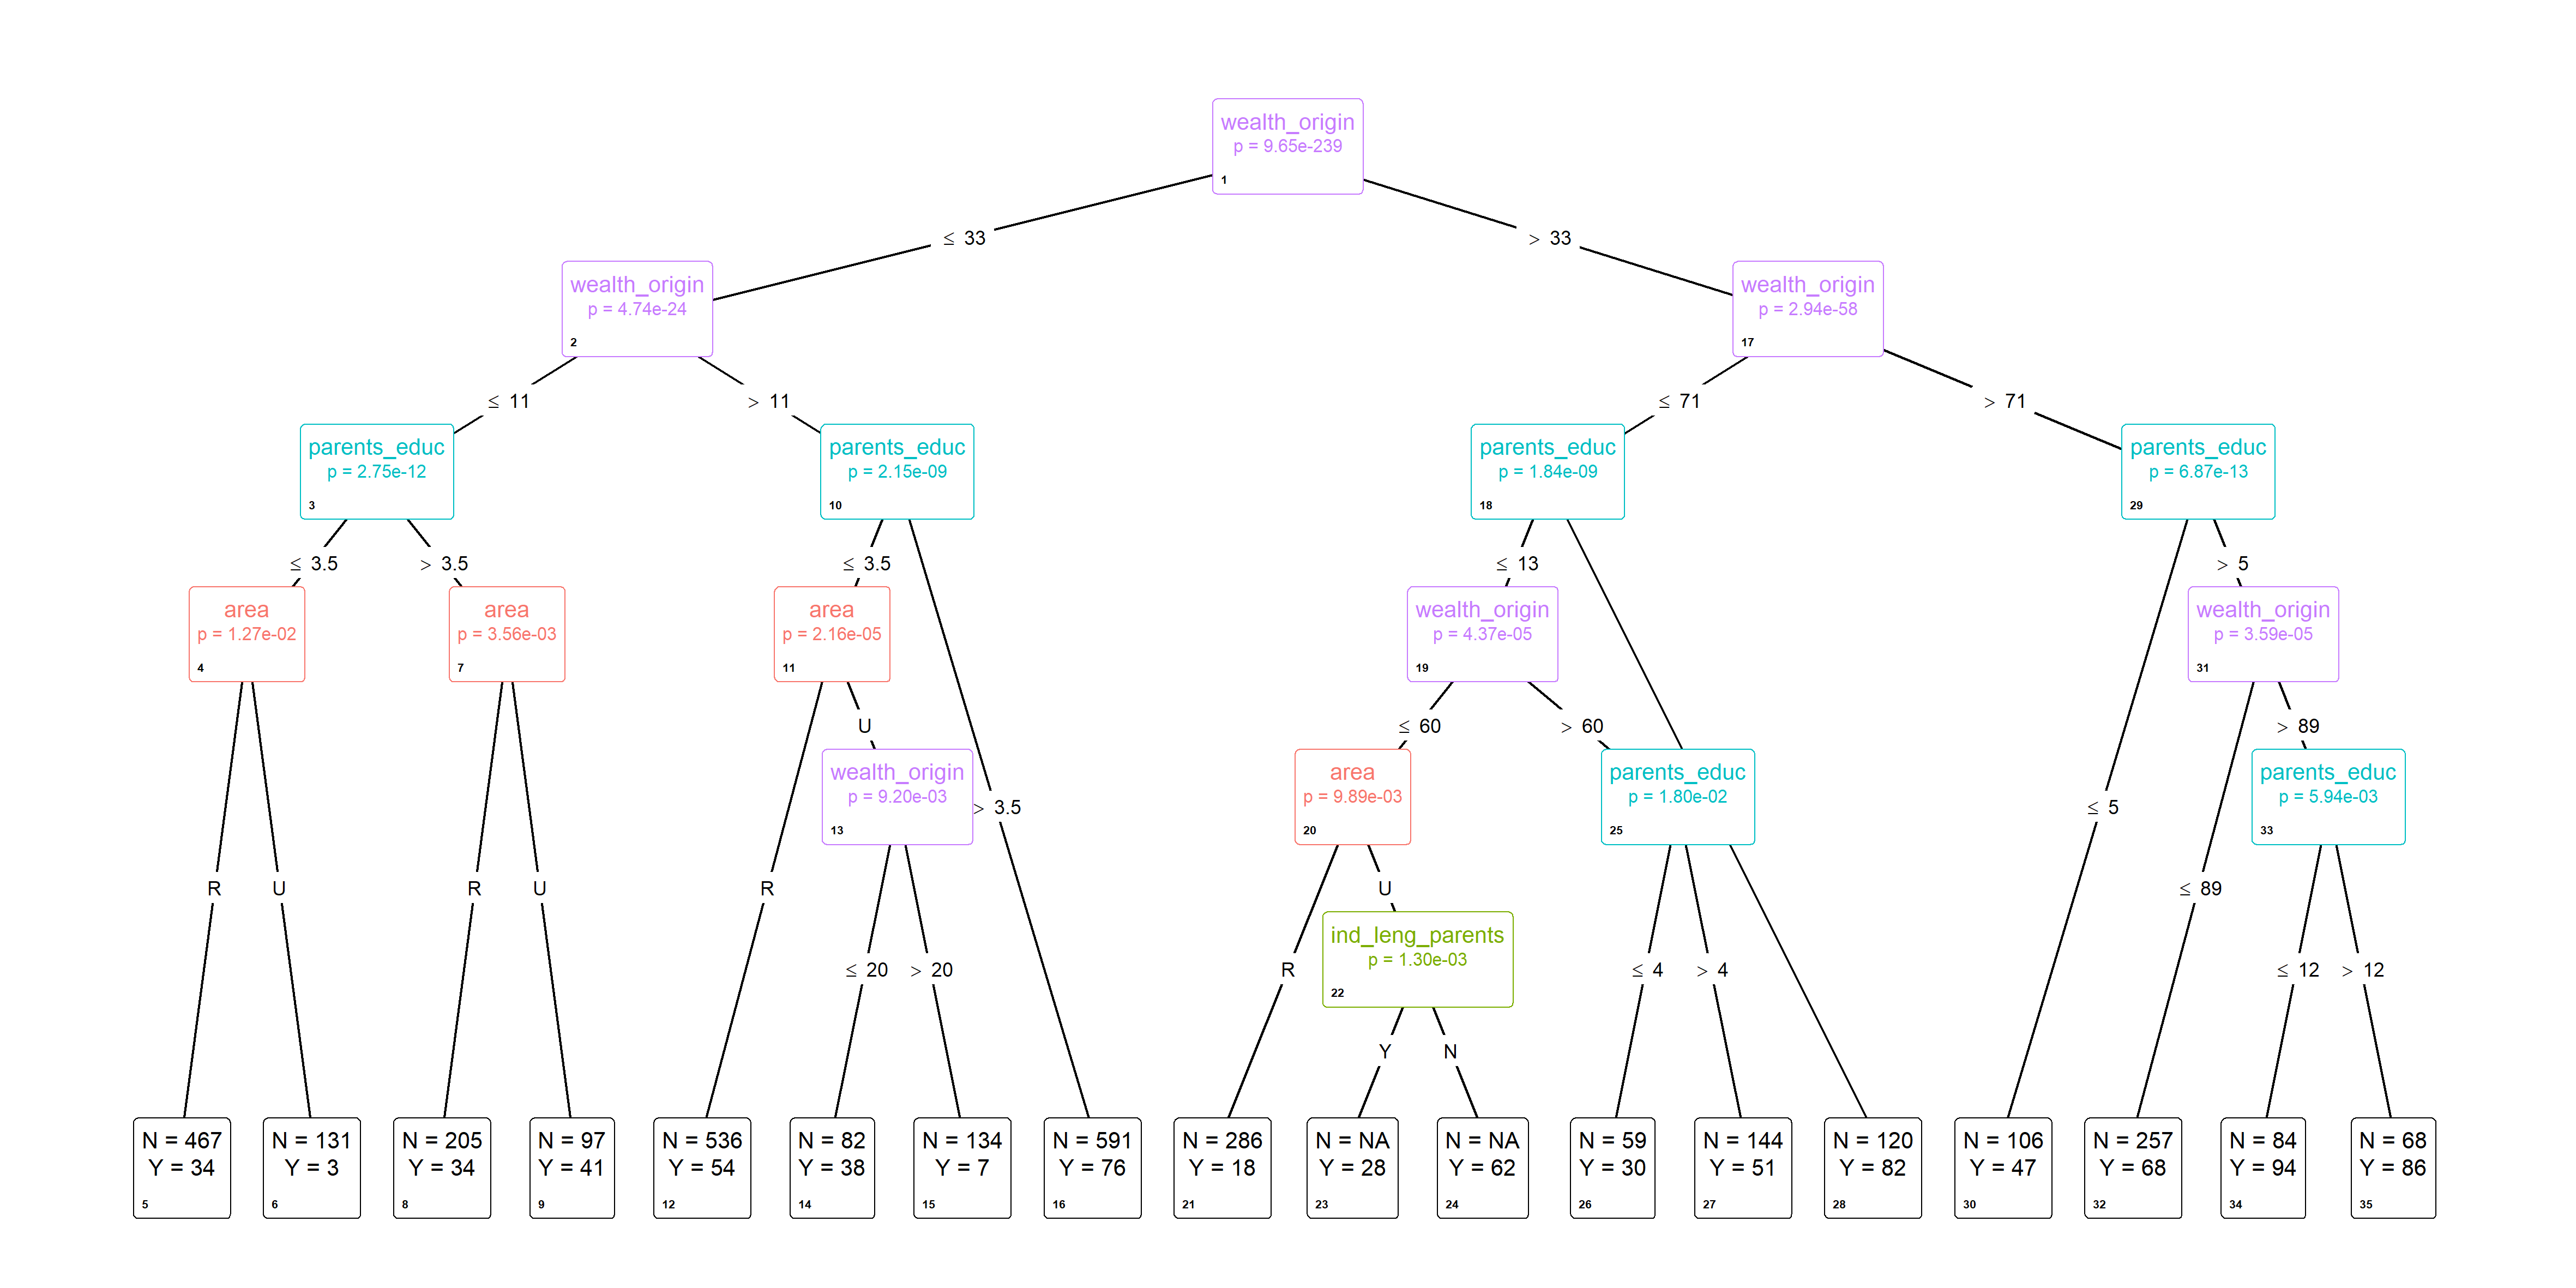 wealth_origin
p = 9.65e-239
1
≤ 33
> 33
wealth_origin
p = 4.74e-24
2
wealth_origin
p = 2.94e-58
17
≤ 11
> 11
≤ 71
> 71
parents_educ
p = 2.75e-12
3
parents_educ
p = 2.15e-09
10
parents_educ
p = 1.84e-09
18
parents_educ
p = 6.87e-13
29
≤ 3.5
> 3.5
≤ 3.5
≤ 13
> 5
area
p = 1.27e-02
4
area
p = 3.56e-03
7
area
p = 2.16e-05
11
wealth_origin
p = 4.37e-05
19
wealth_origin
p = 3.59e-05
31
U
≤ 60
> 60
> 89
wealth_origin
p = 9.20e-03
13
> 3.5
area
p = 9.89e-03
20
parents_educ
p = 1.80e-02
25
≤ 5
parents_educ
p = 5.94e-03
33
R
U
R
U
R
U
≤ 89
≤ 20
> 20
R
ind_leng_parents
p = 1.30e-03
22
≤ 4
> 4
≤ 12
> 12
Y
N
N = 467
Y = 34
5
N = 131
Y = 3
6
N = 205
Y = 34
8
N = 97
Y = 41
9
N = 536
Y = 54
12
N = 82
Y = 38
14
N = 134
Y = 7
15
N = 591
Y = 76
16
N = 286
Y = 18
21
N = NA
Y = 28
23
N = NA
Y = 62
24
N = 59
Y = 30
26
N = 144
Y = 51
27
N = 120
Y = 82
28
N = 106
Y = 47
30
N = 257
Y = 68
32
N = 84
Y = 94
34
N = 68
Y = 86
35